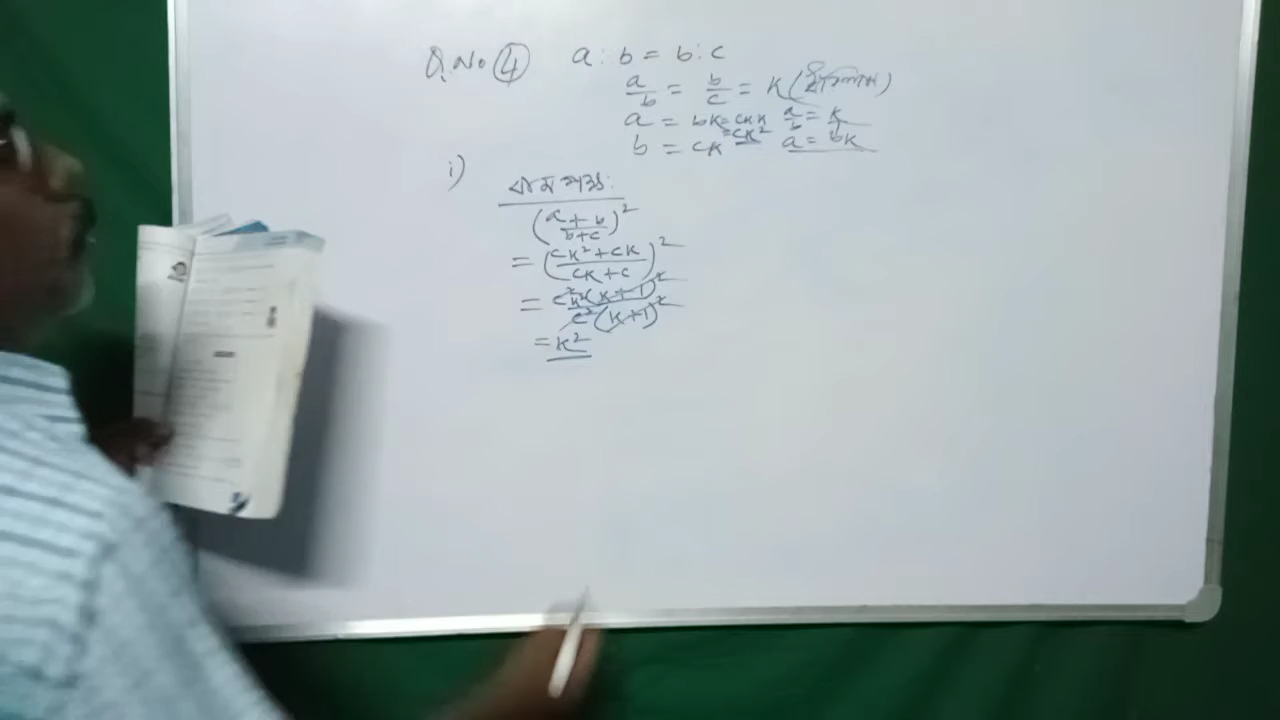 Q.No ④ a : b = b : c
a/b = b/c = K (
a = bK = cK.K a/b = K
= cK²
b = cK a = bK
i) বামপক্ষ:
((a+b)/(b+c))²
= ((cK²+cK)/(cK+c))²
= c²K²(K+1)²/c²(K+1)²
= K²